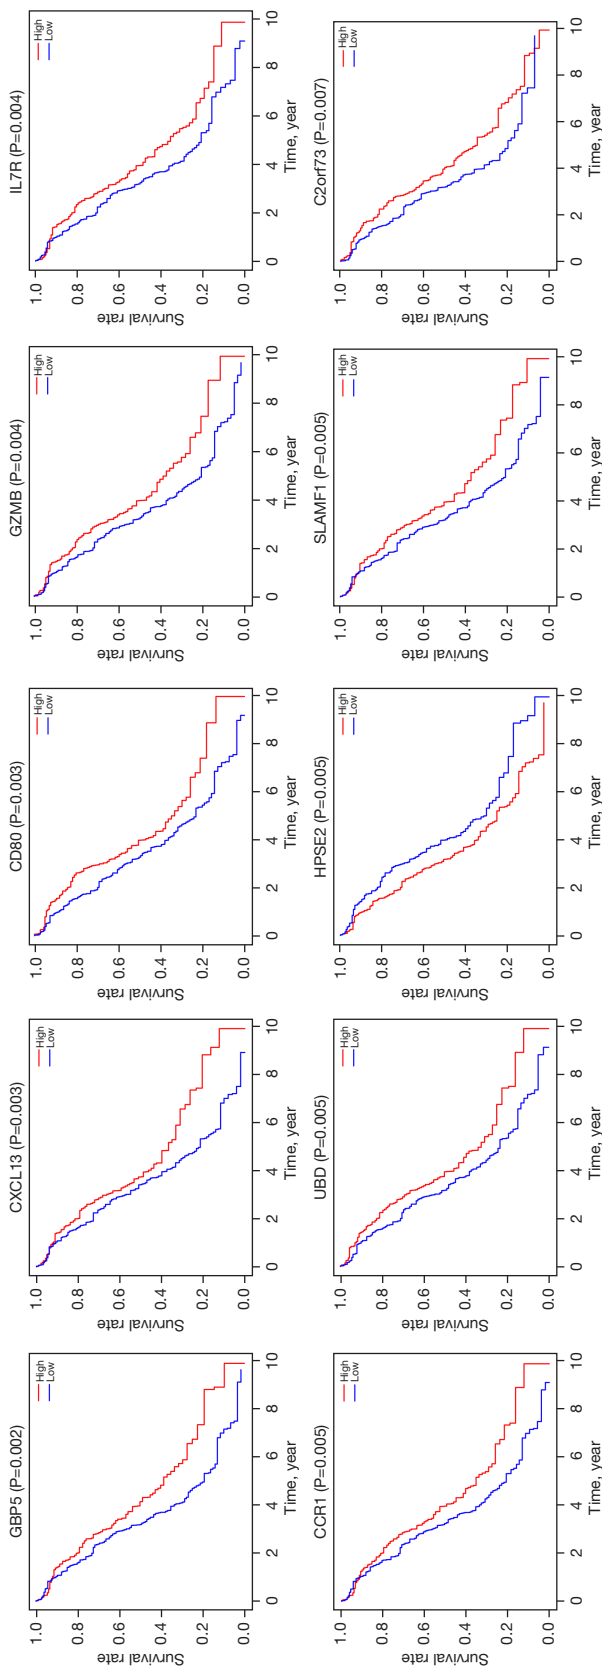 GBP5 (P=0.002)
High
Low
Survival rate
1.0
0.8
0.6
0.4
0.2
0.0
0 2 4 6 8 10
Time, year
CXCL13 (P=0.003)
High
Low
Survival rate
1.0
0.8
0.6
0.4
0.2
0.0
0 2 4 6 8 10
Time, year
CD80 (P=0.003)
High
Low
Survival rate
1.0
0.8
0.6
0.4
0.2
0.0
0 2 4 6 8 10
Time, year
GZMB (P=0.004)
High
Low
Survival rate
1.0
0.8
0.6
0.4
0.2
0.0
0 2 4 6 8 10
Time, year
IL7R (P=0.004)
High
Low
Survival rate
1.0
0.8
0.6
0.4
0.2
0.0
0 2 4 6 8 10
Time, year
CCR1 (P=0.005)
High
Low
Survival rate
1.0
0.8
0.6
0.4
0.2
0.0
0 2 4 6 8 10
Time, year
UBD (P=0.005)
High
Low
Survival rate
1.0
0.8
0.6
0.4
0.2
0.0
0 2 4 6 8 10
Time, year
HPSE2 (P=0.005)
High
Low
Survival rate
1.0
0.8
0.6
0.4
0.2
0.0
0 2 4 6 8 10
Time, year
SLAMF1 (P=0.005)
High
Low
Survival rate
1.0
0.8
0.6
0.4
0.2
0.0
0 2 4 6 8 10
Time, year
C2orf73 (P=0.007)
High
Low
Survival rate
1.0
0.8
0.6
0.4
0.2
0.0
0 2 4 6 8 10
Time, year